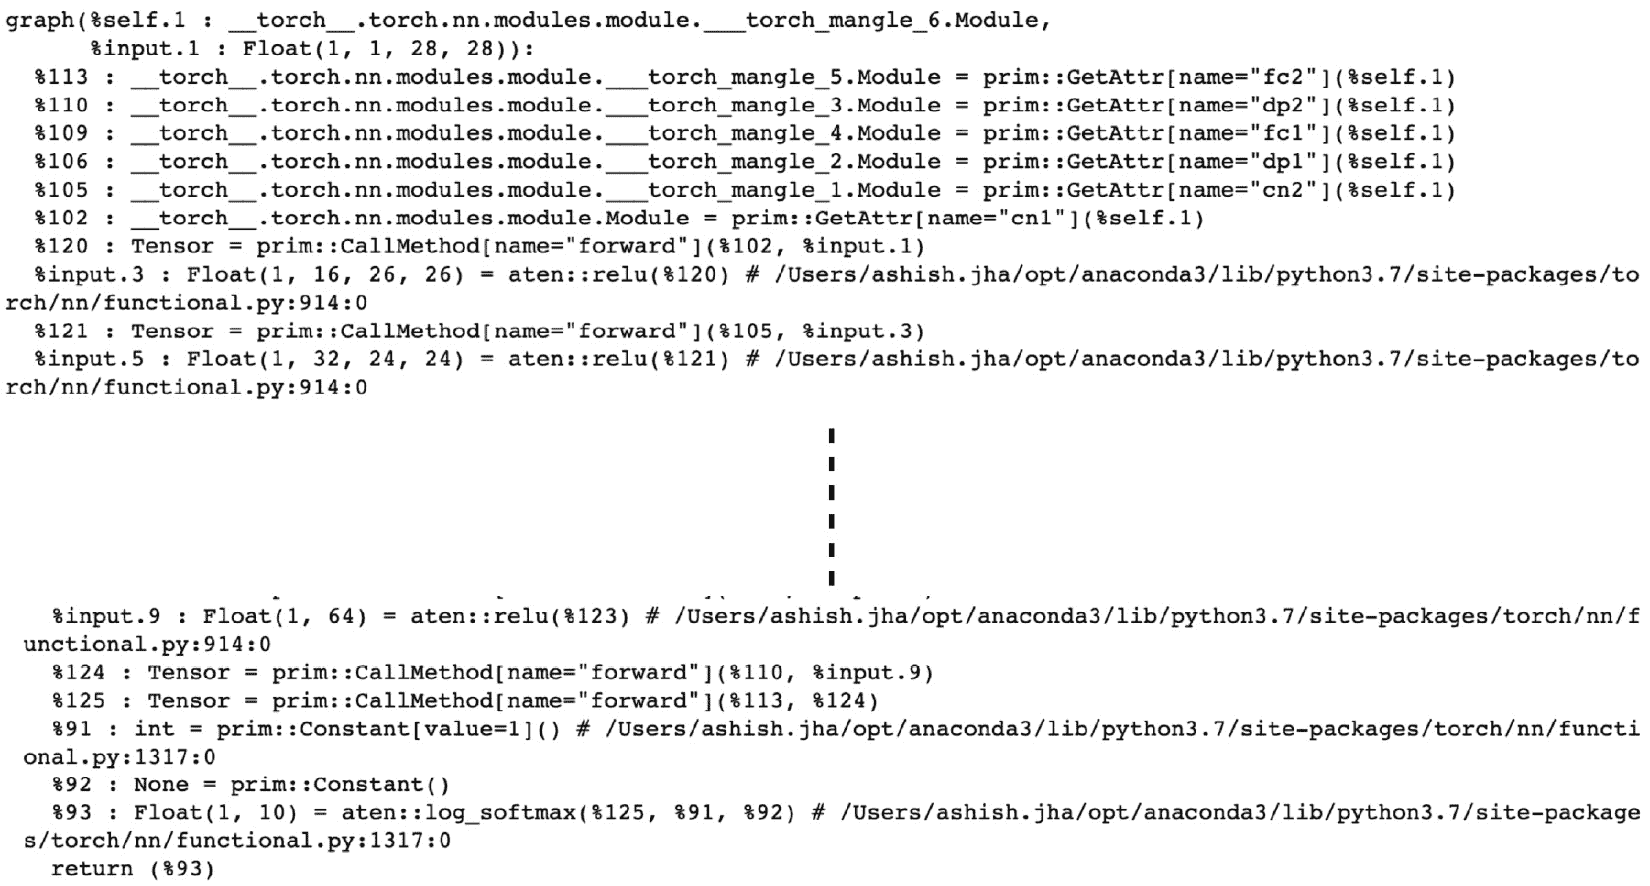 graph(%self.1 : __torch__.torch.nn.modules.module.___torch_mangle_6.Module,
%input.1 : Float(1, 1, 28, 28)):
%113 : __torch__.torch.nn.modules.module.___torch_mangle_5.Module = prim::GetAttr[name="fc2"](%self.1)
%110 : __torch__.torch.nn.modules.module.___torch_mangle_3.Module = prim::GetAttr[name="dp2"](%self.1)
%109 : __torch__.torch.nn.modules.module.___torch_mangle_4.Module = prim::GetAttr[name="fc1"](%self.1)
%106 : __torch__.torch.nn.modules.module.___torch_mangle_2.Module = prim::GetAttr[name="dp1"](%self.1)
%105 : __torch__.torch.nn.modules.module.___torch_mangle_1.Module = prim::GetAttr[name="cn2"](%self.1)
%102 : __torch__.torch.nn.modules.module.Module = prim::GetAttr[name="cn1"](%self.1)
%120 : Tensor = prim::CallMethod[name="forward"](%102, %input.1)
%input.3 : Float(1, 16, 26, 26) = aten::relu(%120) # /Users/ashish.jha/opt/anaconda3/lib/python3.7/site-packages/to
rch/nn/functional.py:914:0
%121 : Tensor = prim::CallMethod[name="forward"](%105, %input.3)
%input.5 : Float(1, 32, 24, 24) = aten::relu(%121) # /Users/ashish.jha/opt/anaconda3/lib/python3.7/site-packages/to
rch/nn/functional.py:914:0
%input.9 : Float(1, 64) = aten::relu(%123) # /Users/ashish.jha/opt/anaconda3/lib/python3.7/site-packages/torch/nn/f
unctional.py:914:0
%124 : Tensor = prim::CallMethod[name="forward"](%110, %input.9)
%125 : Tensor = prim::CallMethod[name="forward"](%113, %124)
%91 : int = prim::Constant[value=1]() # /Users/ashish.jha/opt/anaconda3/lib/python3.7/site-packages/torch/nn/functi
onal.py:1317:0
%92 : None = prim::Constant()
%93 : Float(1, 10) = aten::log_softmax(%125, %91, %92) # /Users/ashish.jha/opt/anaconda3/lib/python3.7/site-package
s/torch/nn/functional.py:1317:0
return (%93)